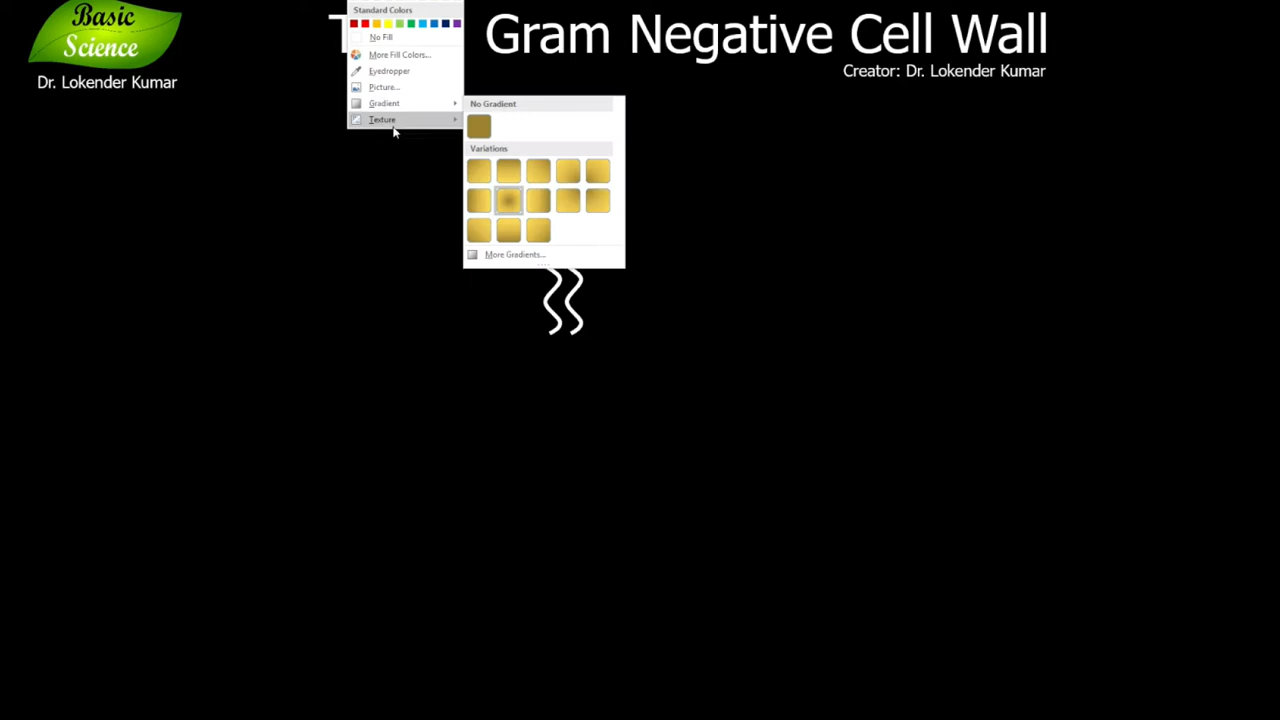 Basic
Science
Dr. Lokender Kumar
T
Gram Negative Cell Wall
Creator: Dr. Lokender Kumar
Standard Colors
No Fill
More Fill Colors...
Eyedropper
Picture...
Gradient
Texture
No Gradient
Variations
More Gradients...